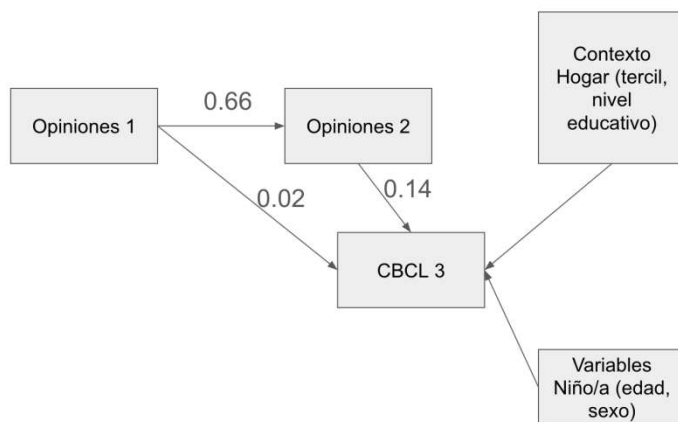 Contexto
Hogar (tercil,
nivel
educativo)
0.66
Opiniones 1
Opiniones 2
0.02
0.14
CBCL 3
Variables
Niño/a (edad,
sexo)